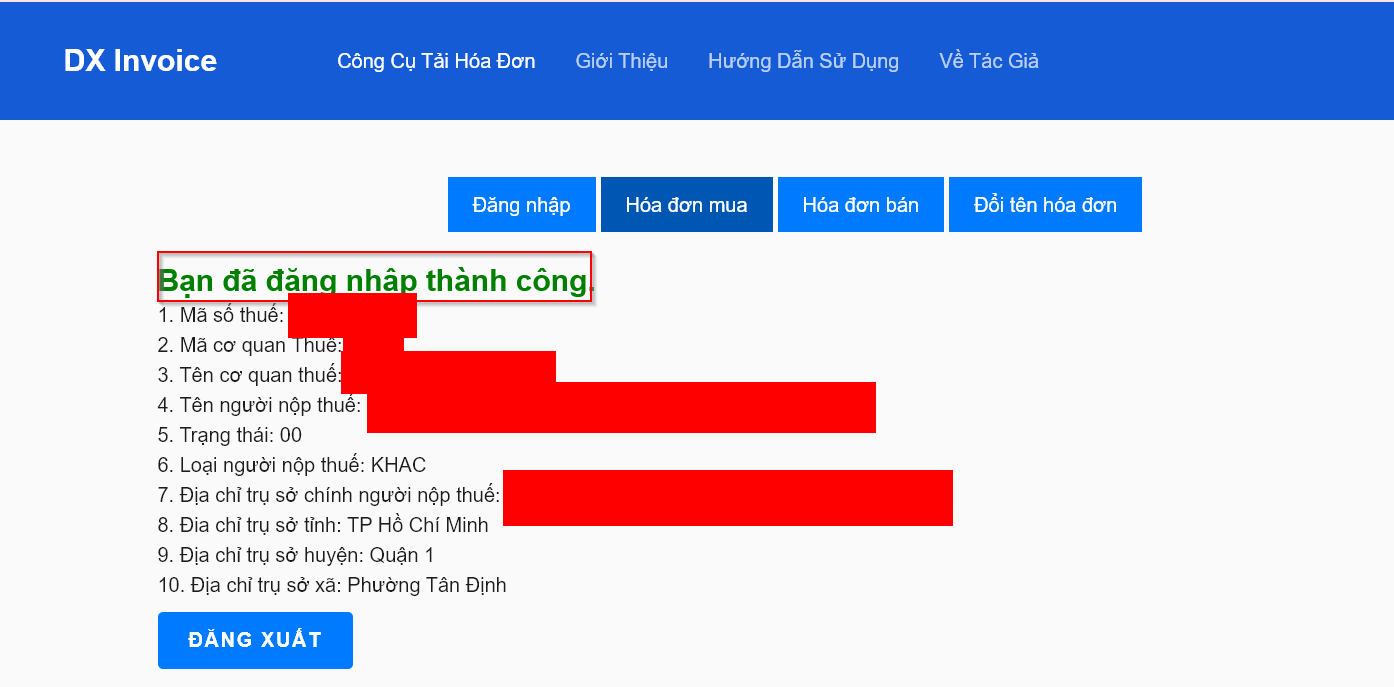 DX Invoice
Công Cụ Tải Hóa Đơn
Giới Thiệu
Hướng Dẫn Sử Dụng
Về Tác Giả
Đăng nhập
Hóa đơn mua
Hóa đơn bán
Đổi tên hóa đơn
Bạn đã đăng nhập thành công.
1. Mã số thuế:
2. Mã cơ quan Thuế:
3. Tên cơ quan thuế:
4. Tên người nộp thuế:
5. Trạng thái: 00
6. Loại người nộp thuế: KHAC
7. Địa chỉ trụ sở chính người nộp thuế:
8. Đia chỉ trụ sở tỉnh: TP Hồ Chí Minh
9. Địa chỉ trụ sở huyện: Quận 1
10. Địa chỉ trụ sở xã: Phường Tân Định
ĐĂNG XUẤT